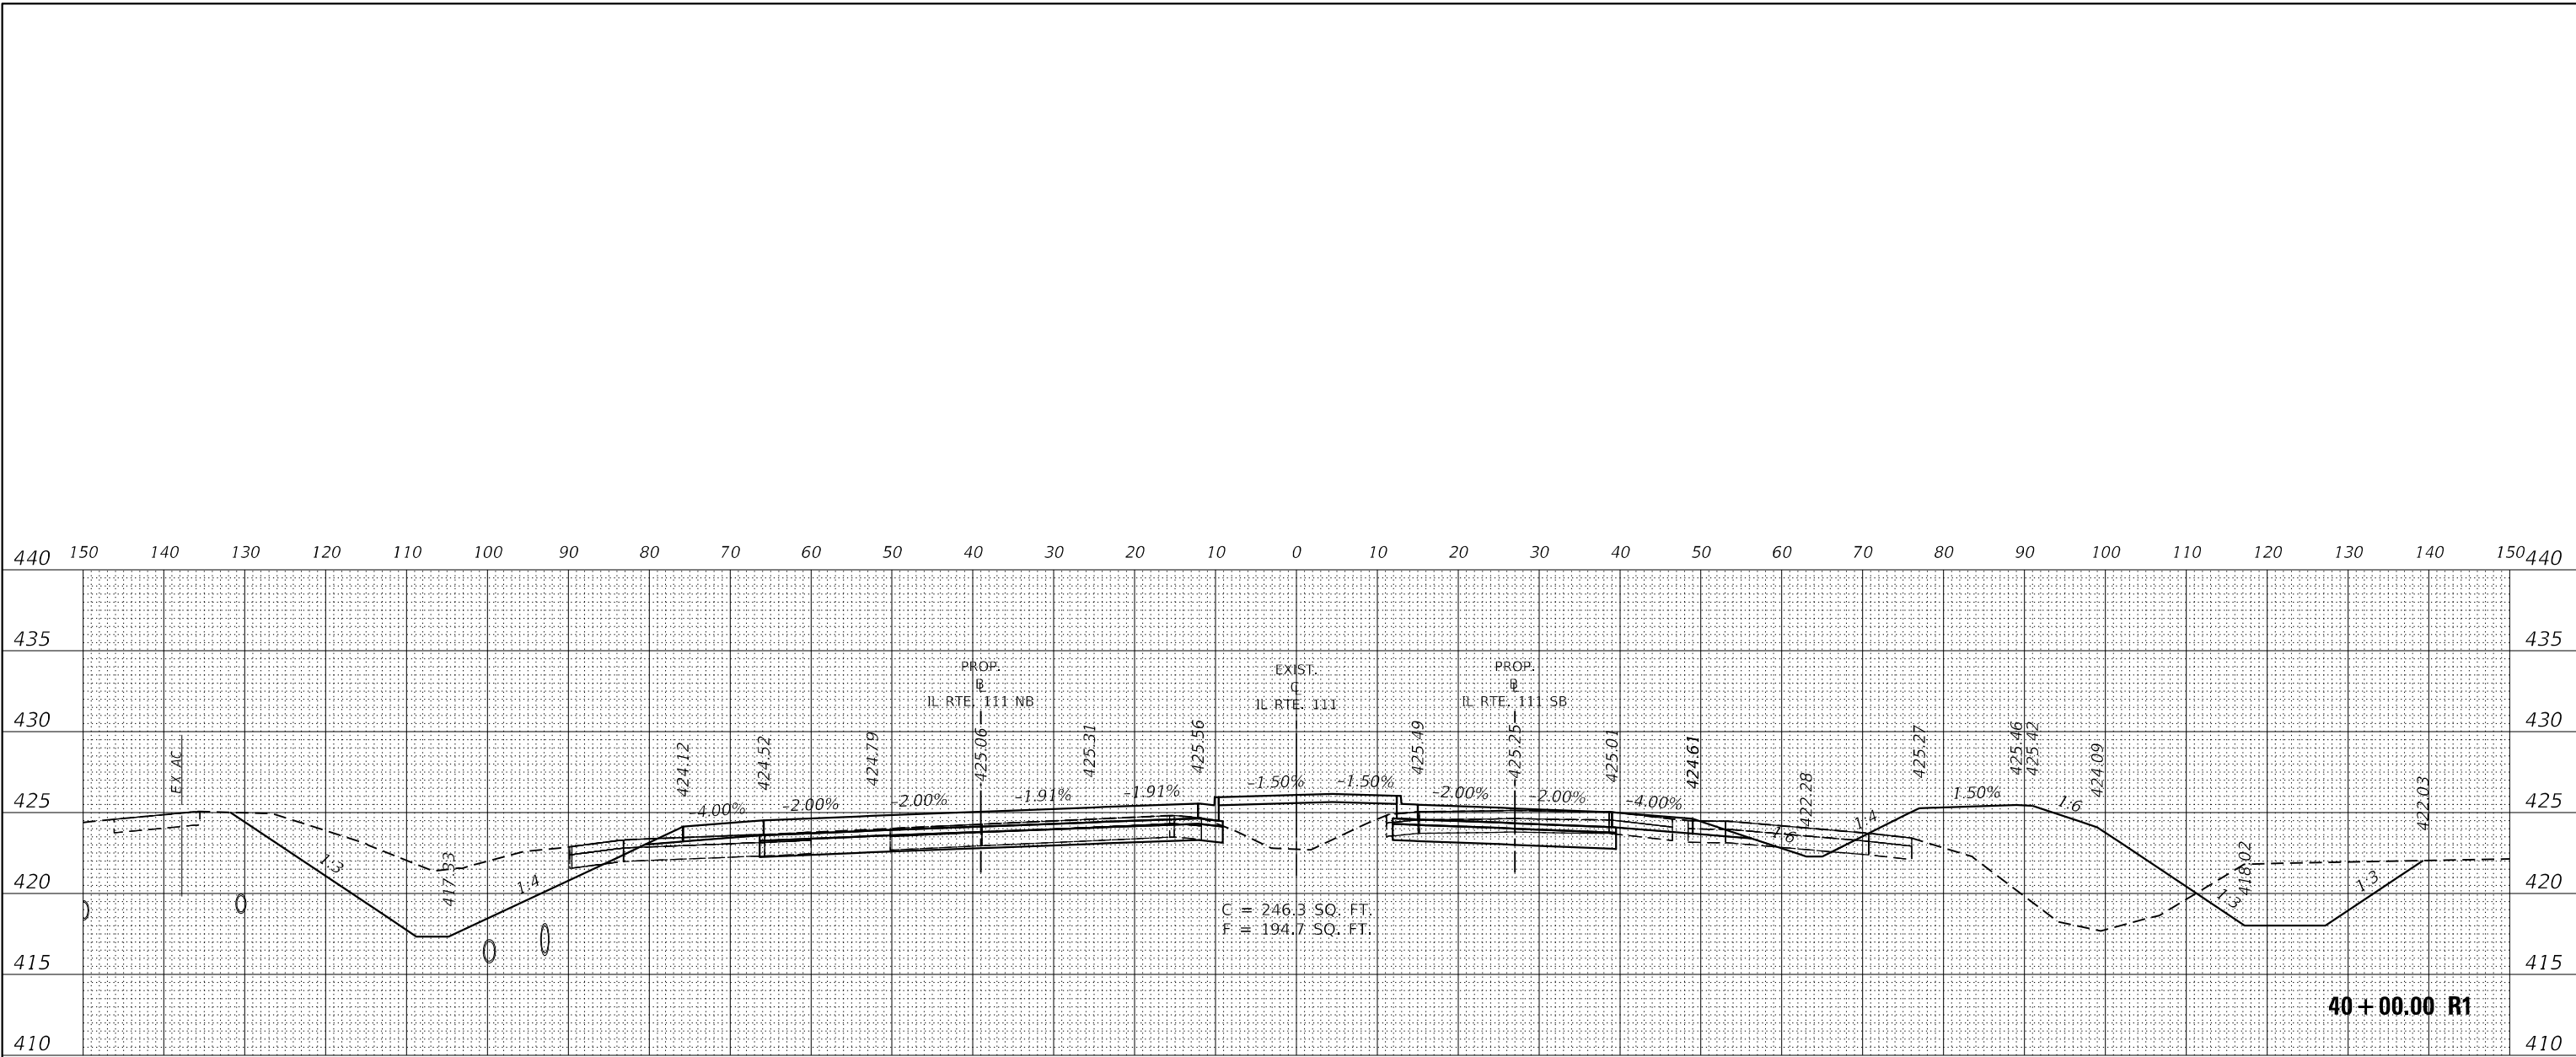 440 150 140 130 120 110 100 90 80 70 60 50 40 30 20 10 0 10 20 30 40 50 60 70 80 90 100 110 120 130 140 150 440
435 435
PROP. EXIST. PROP.
B C B
IL RTE. 111 NB IL RTE. 111 IL RTE. 111 SB
430 430
EX AC 424.12 424.52 424.79 425.06 425.31 425.56 425.49 425.25 425.01 424.61 422.28 425.27 425.46 425.42 424.09 422.03
425 -4.00% -2.00% -2.00% -1.91% -1.91% -1.50% -1.50% -2.00% -2.00% -4.00% 1:6 1:4 1.50% 1:6 425
1:3 417.33 1:4 1:3 418.02 1:3
420 420
C = 246.3 SQ. FT.
F = 194.7 SQ. FT.
415 415
40+00.00 R1
410 410